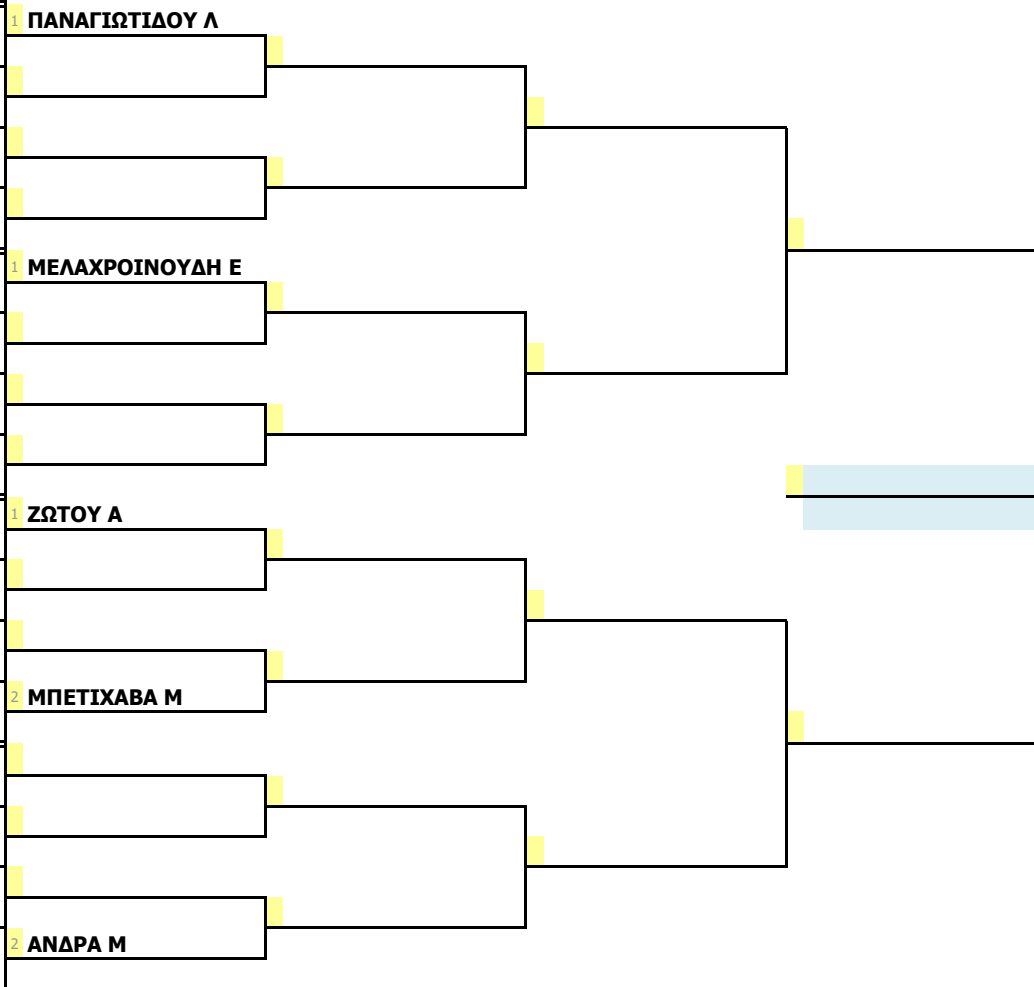 1 ΠΑΝΑΓΙΩΤΙΔΟΥ Λ
1 ΜΕΛΑΧΡΟΙΝΟΥΔΗ Ε
1 ΖΩΤΟΥ Α
2 ΜΠΕΤΙΧΑΒΑ Μ
2 ΑΝΔΡΑ Μ